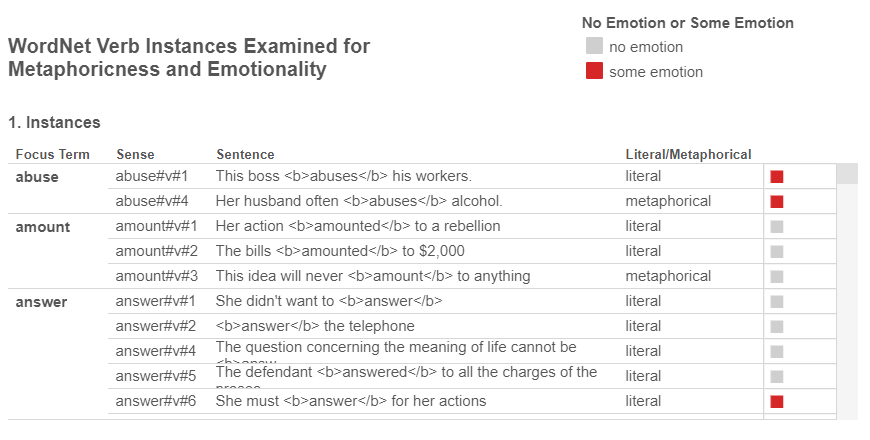 No Emotion or Some Emotion
WordNet Verb Instances Examined for
Metaphoricness and Emotionality
no emotion
some emotion
1. Instances
Focus Term Sense Sentence Literal/Metaphorical
abuse abuse#v#1 This boss <b>abuses</b> his workers. literal
abuse#v#4 Her husband often <b>abuses</b> alcohol. metaphorical
amount amount#v#1 Her action <b>amounted</b> to a rebellion literal
amount#v#2 The bills <b>amounted</b> to $2,000 literal
amount#v#3 This idea will never <b>amount</b> to anything metaphorical
answer answer#v#1 She didn't want to <b>answer</b> literal
answer#v#2 <b>answer</b> the telephone literal
answer#v#4 The question concerning the meaning of life cannot be literal
answer#v#5 The defendant <b>answered</b> to all the charges of the literal
answer#v#6 She must <b>answer</b> for her actions literal